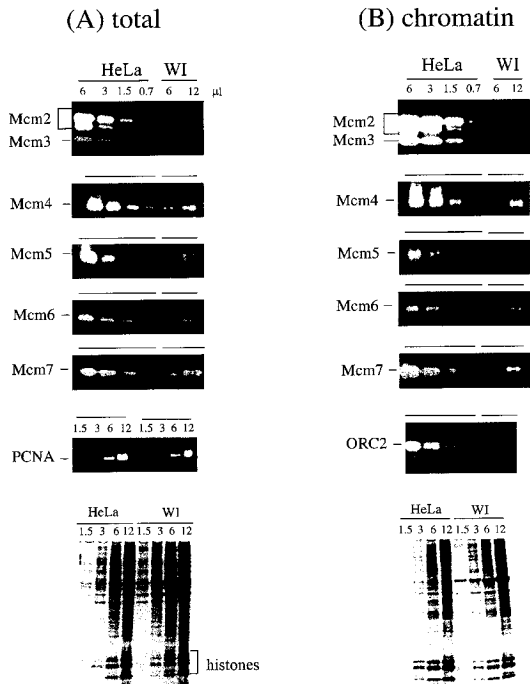 (A) total
HeLa WI
6 3 1.5 0.7 6 12 μl
Mcm2
Mcm3
Mcm4
Mcm5
Mcm6
Mcm7
1.5 3 6 12 1.5 3 6 12
PCNA
HeLa WI
1.5 3 6 12 1.5 3 6 12
histones
(B) chromatin
HeLa WI
6 3 1.5 0.7 6 12
Mcm2
Mcm3
Mcm4
Mcm5
Mcm6
Mcm7
ORC2
HeLa WI
1.5 3 6 12 1.5 3 6 12